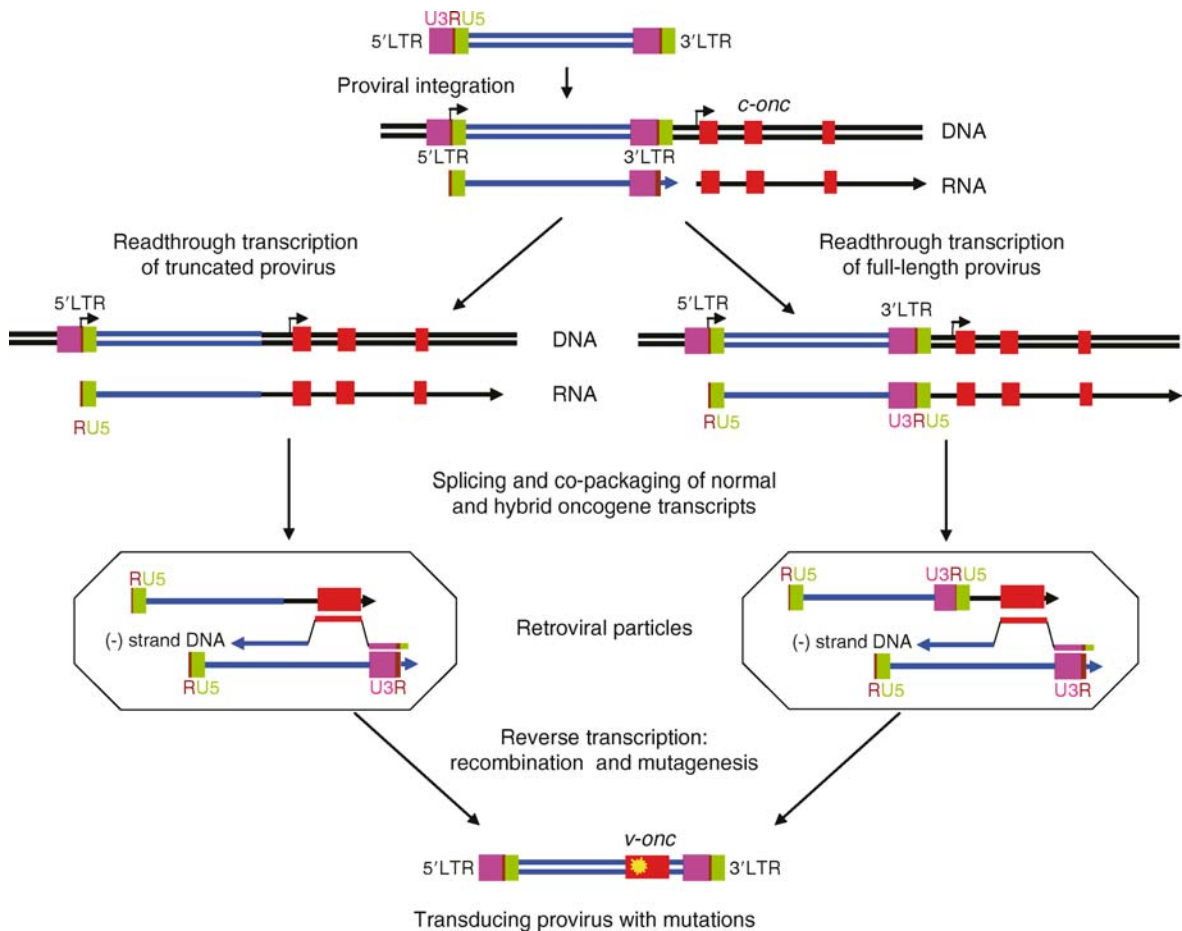 U3RU5
5′LTR
3′LTR
Proviral integration
c-onc
DNA
5′LTR
3′LTR
RNA
Readthrough transcription
of truncated provirus
Readthrough transcription
of full-length provirus
5′LTR
DNA
5′LTR
3′LTR
RNA
RU5
RU5
U3RU5
Splicing and co-packaging of normal
and hybrid oncogene transcripts
RU5
(-) strand DNA
RU5
U3R
Retroviral particles
RU5
U3RU5
(-) strand DNA
RU5
U3R
Reverse transcription:
recombination and mutagenesis
v-onc
5′LTR
3′LTR
Transducing provirus with mutations